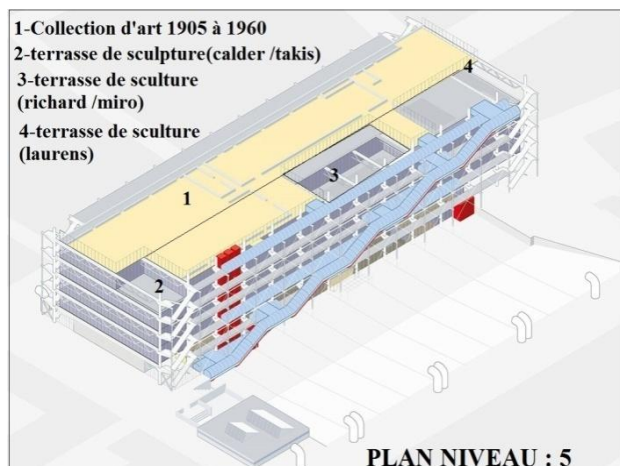 1-Collection d'art 1905 à 1960
2-terrasse de sculpture(calder /takis)
3-terrasse de sculture
(richard /miro)
4-terrasse de sculture
(laurens)
4
3
1
2
PLAN NIVEAU : 5